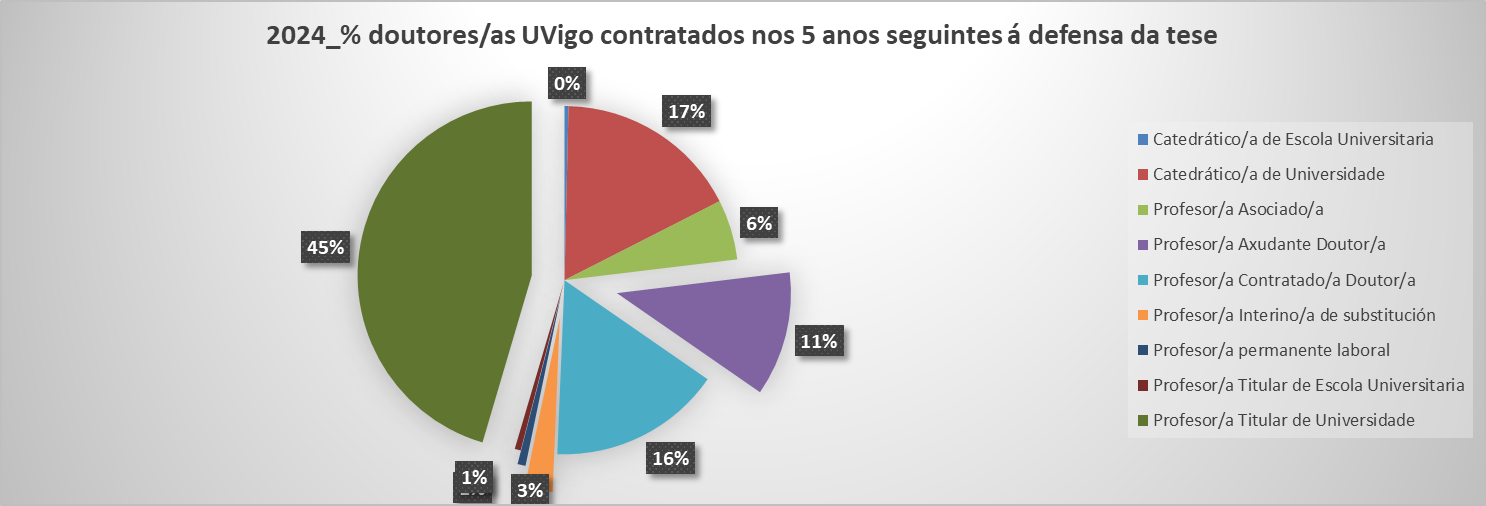 2024_% doutores/as UVigo contratados nos 5 anos seguintes á defensa da tese
0%
17%
6%
11%
16%
3%
1%
45%
Catedrático/a de Escola Universitaria
Catedrático/a de Universidade
Profesor/a Asociado/a
Profesor/a Axudante Doutor/a
Profesor/a Contratado/a Doutor/a
Profesor/a Interino/a de substitución
Profesor/a permanente laboral
Profesor/a Titular de Escola Universitaria
Profesor/a Titular de Universidade